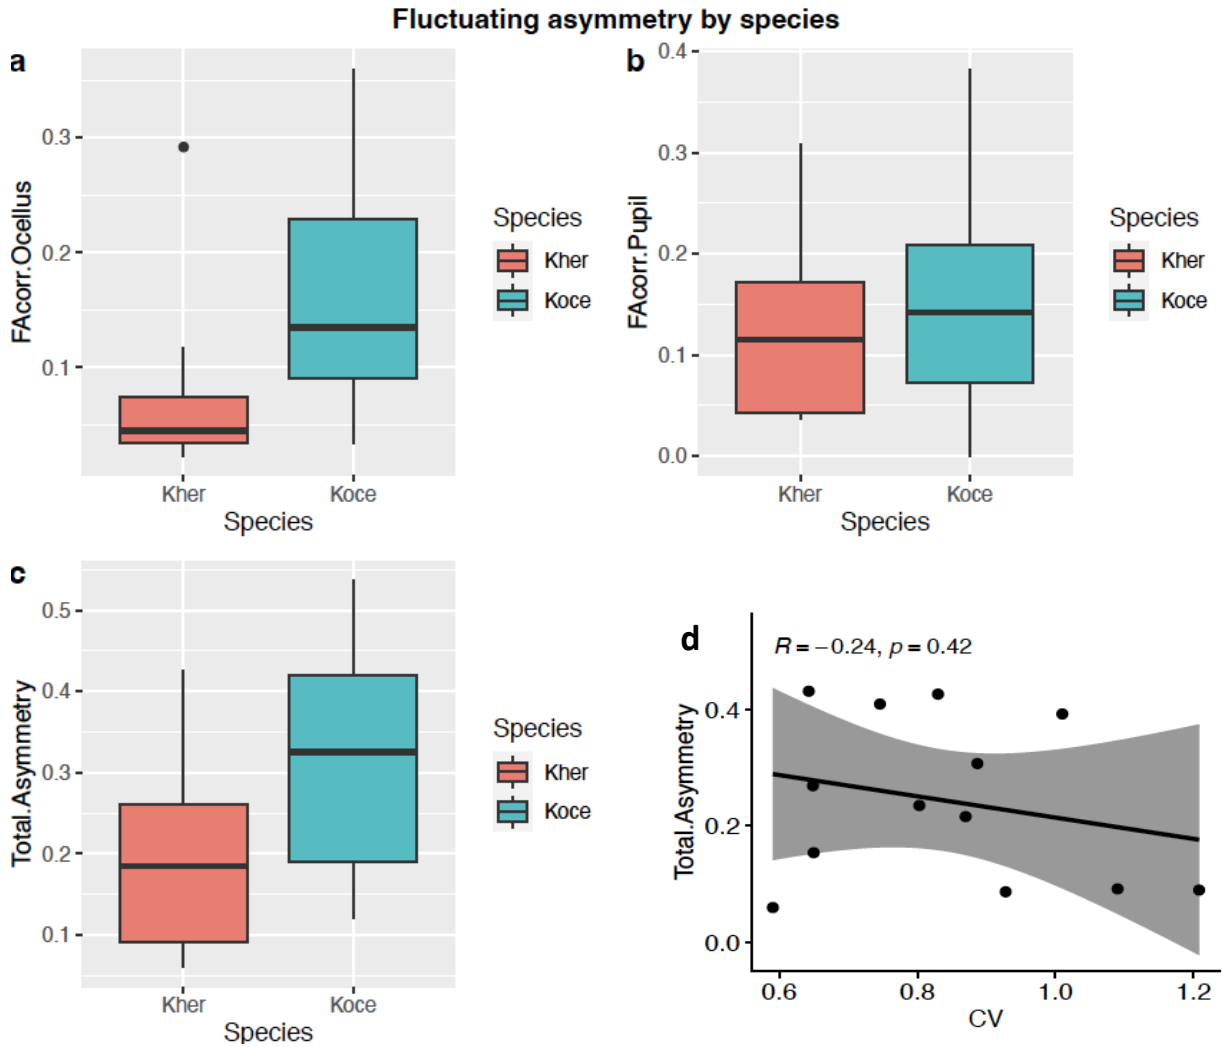 Fluctuating asymmetry by species
a
FAcorr.Ocellus
0.3
0.2
0.1
Kher
Koce
Species
Species
Kher
Koce
b
FAcorr.Pupil
0.4
0.3
0.2
0.1
0.0
Kher
Koce
Species
Species
Kher
Koce
c
Total.Asymmetry
0.5
0.4
0.3
0.2
0.1
Kher
Koce
Species
Species
Kher
Koce
d
R = −0.24, p = 0.42
Total.Asymmetry
0.4
0.2
0.0
0.6
0.8
1.0
1.2
CV